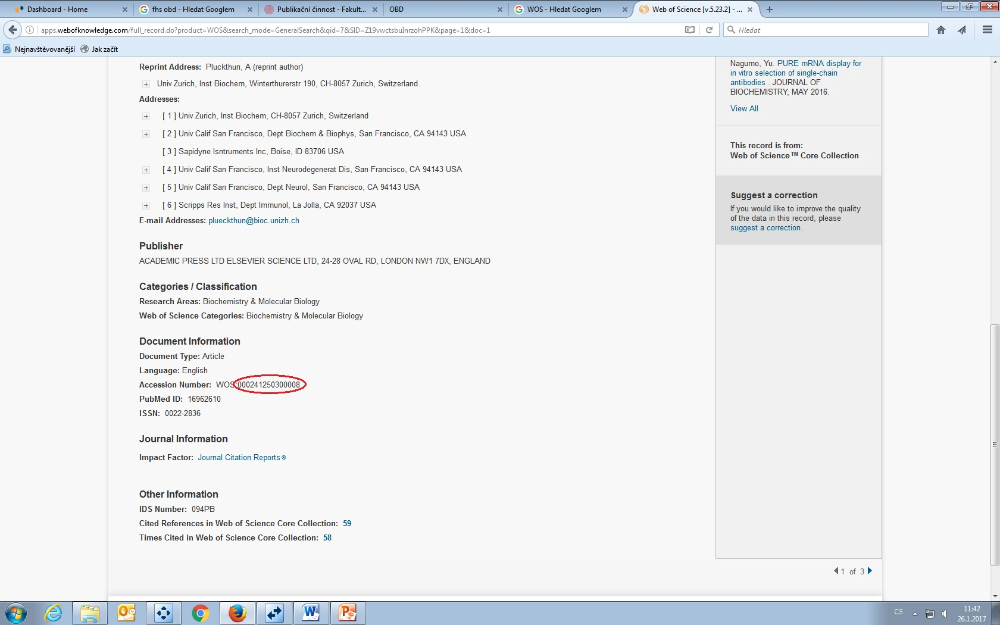 Dashboard - Home
fhs obd - Hledat Googlem
Publikační činnost - Fakult...
OBD
WOS - Hledat Googlem
Web of Science [v.5.23.2] - ...
apps.webofknowledge.com/full_record.do?product=WOS&search_mode=GeneralSearch&qid=7&SID=Z19vwctsbuInrzohPPK&page=1&doc=1
Hledat
Nejnavštěvovanější
Jak začít
Reprint Address: Pluckthun, A (reprint author)
Univ Zurich, Inst Biochem, Winterthurerstr 190, CH-8057 Zurich, Switzerland.
Addresses:
[ 1 ] Univ Zurich, Inst Biochem, CH-8057 Zurich, Switzerland
[ 2 ] Univ Calif San Francisco, Dept Biochem & Biophys, San Francisco, CA 94143 USA
[ 3 ] Sapidyne Isntruments Inc, Boise, ID 83706 USA
[ 4 ] Univ Calif San Francisco, Inst Neurodegenerat Dis, San Francisco, CA 94143 USA
[ 5 ] Univ Calif San Francisco, Dept Neurol, San Francisco, CA 94143 USA
[ 6 ] Scripps Res Inst, Dept Immunol, La Jolla, CA 92037 USA
E-mail Addresses: plueckthun@bioc.unizh.ch
Publisher
ACADEMIC PRESS LTD ELSEVIER SCIENCE LTD, 24-28 OVAL RD, LONDON NW1 7DX, ENGLAND
Categories / Classification
Research Areas: Biochemistry & Molecular Biology
Web of Science Categories: Biochemistry & Molecular Biology
Document Information
Document Type: Article
Language: English
Accession Number: WOS:000241250300008
PubMed ID: 16962610
ISSN: 0022-2836
Journal Information
Impact Factor: Journal Citation Reports®
Other Information
IDS Number: 094PB
Cited References in Web of Science Core Collection: 59
Times Cited in Web of Science Core Collection: 58
Nagumo, Yu. PURE mRNA display for
in vitro selection of single-chain
antibodies . JOURNAL OF
BIOCHEMISTRY, MAY 2016.
View All
This record is from:
Web of Science™ Core Collection
Suggest a correction
If you would like to improve the quality
of the data in this record, please
suggest a correction.
1 of 3
CS
11:42
26.1.2017